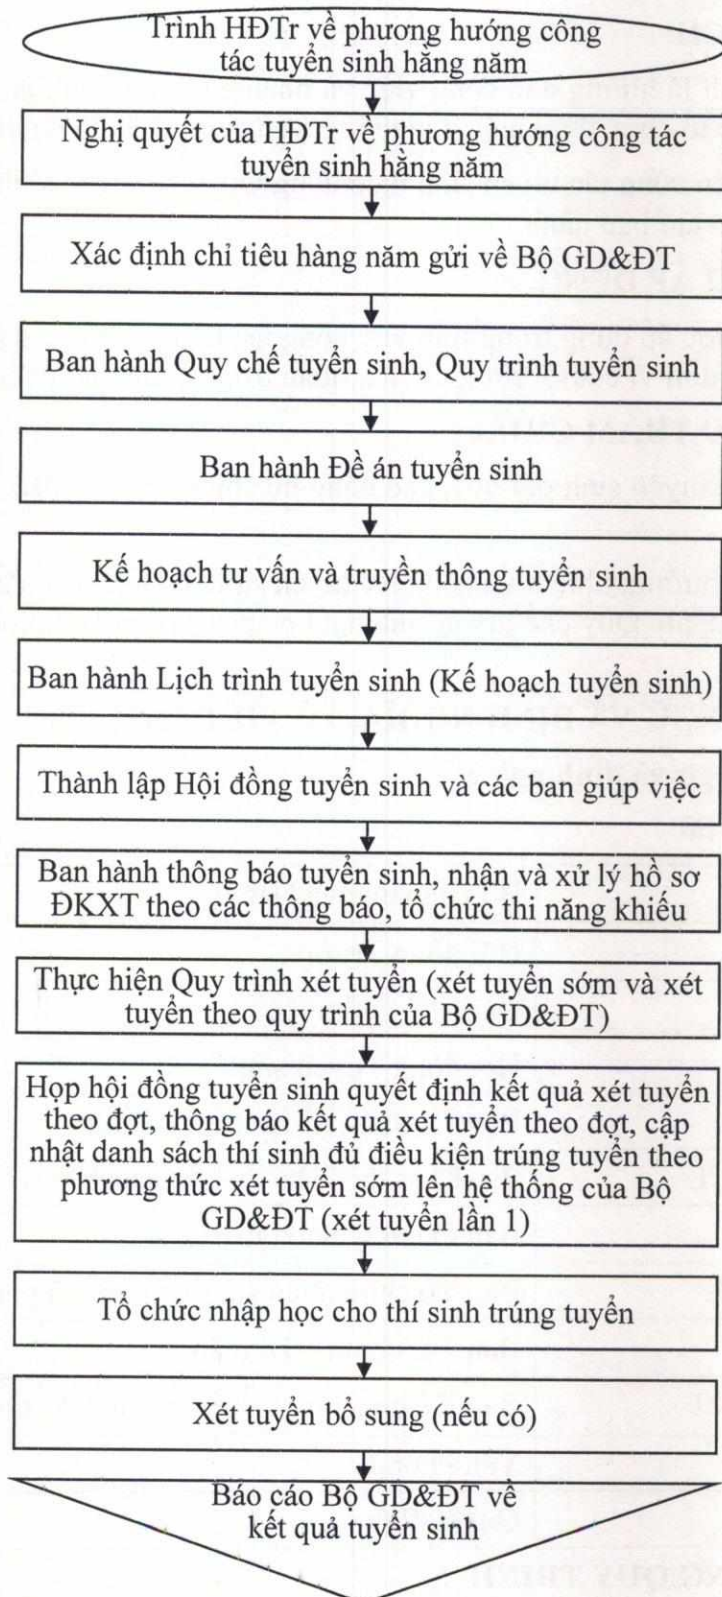 Trình HĐTr về phương hướng công
tác tuyển sinh hằng năm
Nghị quyết của HĐTr về phương hướng công tác
tuyển sinh hằng năm
Xác định chỉ tiêu hàng năm gửi về Bộ GD&ĐT
Ban hành Quy chế tuyển sinh, Quy trình tuyển sinh
Ban hành Đề án tuyển sinh
Kế hoạch tư vấn và truyền thông tuyển sinh
Ban hành Lịch trình tuyển sinh (Kế hoạch tuyển sinh)
Thành lập Hội đồng tuyển sinh và các ban giúp việc
Ban hành thông báo tuyển sinh, nhận và xử lý hồ sơ
ĐKXT theo các thông báo, tổ chức thi năng khiếu
Thực hiện Quy trình xét tuyển (xét tuyển sớm và xét
tuyển theo quy trình của Bộ GD&ĐT)
Họp hội đồng tuyển sinh quyết định kết quả xét tuyển
theo đợt, thông báo kết quả xét tuyển theo đợt, cập
nhật danh sách thí sinh đủ điều kiện trúng tuyển theo
phương thức xét tuyển sớm lên hệ thống của Bộ
GD&ĐT (xét tuyển lần 1)
Tổ chức nhập học cho thí sinh trúng tuyển
Xét tuyển bổ sung (nếu có)
Báo cáo Bộ GD&ĐT về
kết quả tuyển sinh